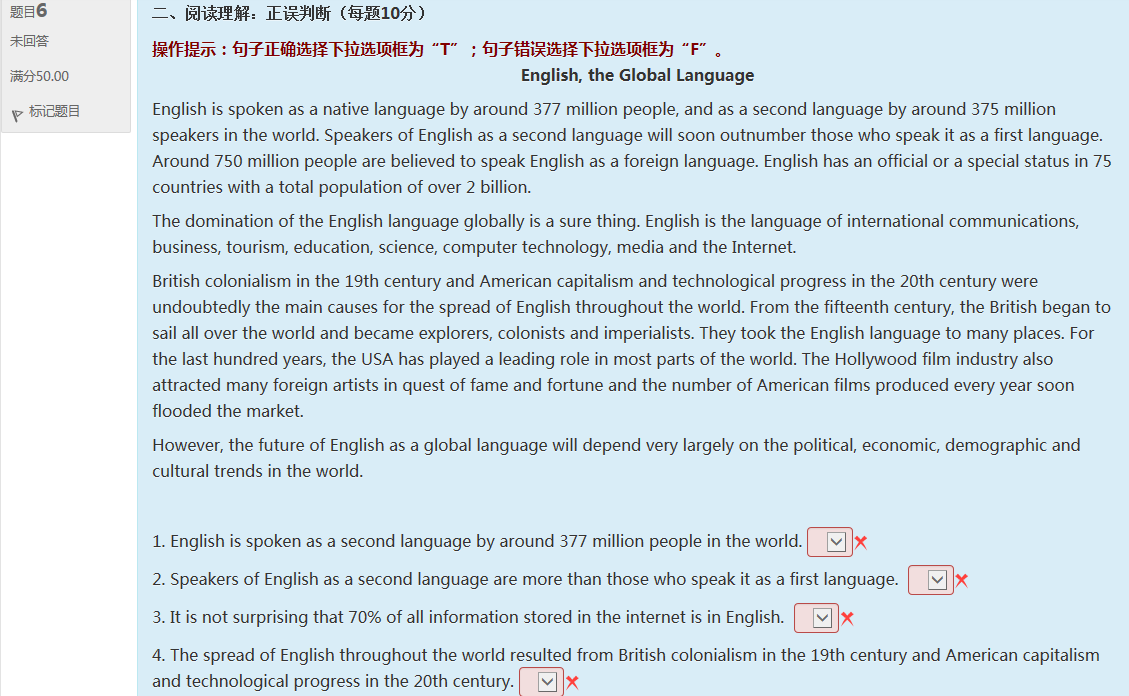 题目6
未回答
满分50.00
标记题目
二、阅读理解：正误判断（每题10分）
操作提示：句子正确选择下拉选项框为“T”；句子错误选择下拉选项框为“F”。
English, the Global Language
English is spoken as a native language by around 377 million people, and as a second language by around 375 million
speakers in the world. Speakers of English as a second language will soon outnumber those who speak it as a first language.
Around 750 million people are believed to speak English as a foreign language. English has an official or a special status in 75
countries with a total population of over 2 billion.
The domination of the English language globally is a sure thing. English is the language of international communications,
business, tourism, education, science, computer technology, media and the Internet.
British colonialism in the 19th century and American capitalism and technological progress in the 20th century were
undoubtedly the main causes for the spread of English throughout the world. From the fifteenth century, the British began to
sail all over the world and became explorers, colonists and imperialists. They took the English language to many places. For
the last hundred years, the USA has played a leading role in most parts of the world. The Hollywood film industry also
attracted many foreign artists in quest of fame and fortune and the number of American films produced every year soon
flooded the market.
However, the future of English as a global language will depend very largely on the political, economic, demographic and
cultural trends in the world.
1. English is spoken as a second language by around 377 million people in the world.
2. Speakers of English as a second language are more than those who speak it as a first language.
3. It is not surprising that 70% of all information stored in the internet is in English.
4. The spread of English throughout the world resulted from British colonialism in the 19th century and American capitalism
and technological progress in the 20th century.